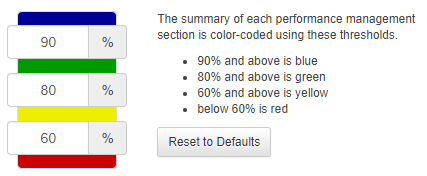 90 %
80 %
60 %
The summary of each performance management
section is color-coded using these thresholds.
• 90% and above is blue
• 80% and above is green
• 60% and above is yellow
• below 60% is red
Reset to Defaults